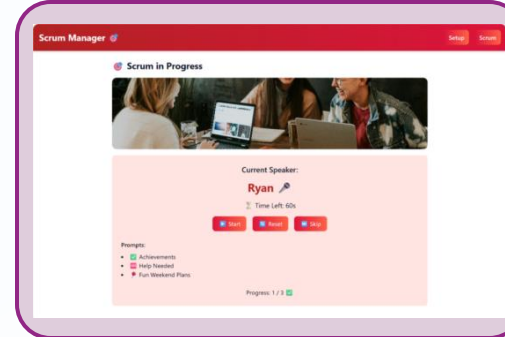 Scrum Manager 🎯
Setup
Scrum
🎯 Scrum in Progress
Current Speaker:
Ryan 🎤
⏳ Time Left: 60s
▶️ Start
🔄 Reset
⏭️ Skip
Prompts:
• ✅ Achievements
• 🆘 Help Needed
• 🎈 Fun Weekend Plans
Progress: 1 / 3 ✅